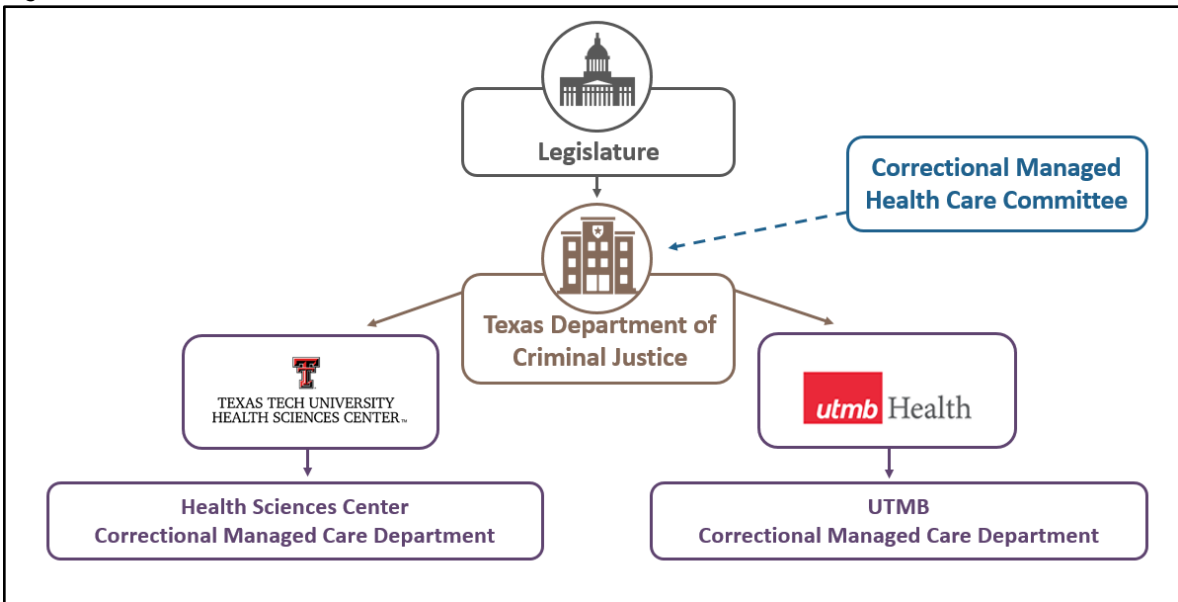 Legislature
Correctional Managed
Health Care Committee
Texas Department of
Criminal Justice
T
TEXAS TECH UNIVERSITY
HEALTH SCIENCES CENTER™
utmb Health
Health Sciences Center
Correctional Managed Care Department
UTMB
Correctional Managed Care Department